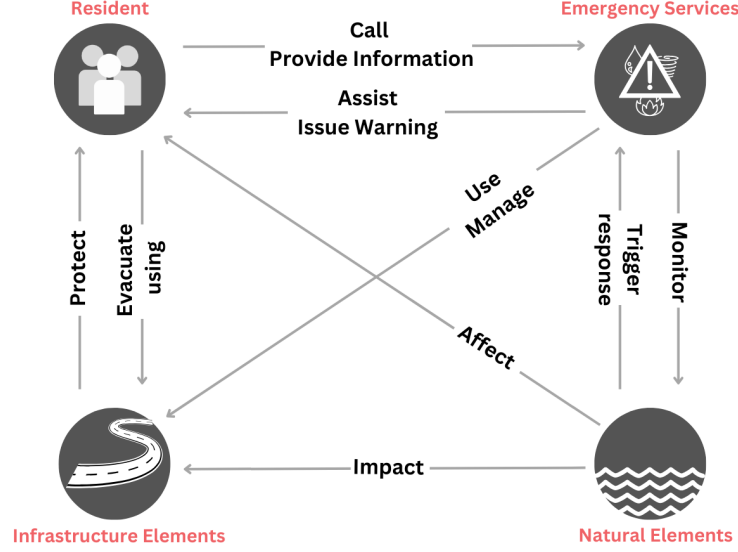 Resident
Emergency Services
Call
Provide Information
Assist
Issue Warning
Use
Manage
Protect
Evacuate
using
Trigger
response
Monitor
Affect
Impact
Infrastructure Elements
Natural Elements